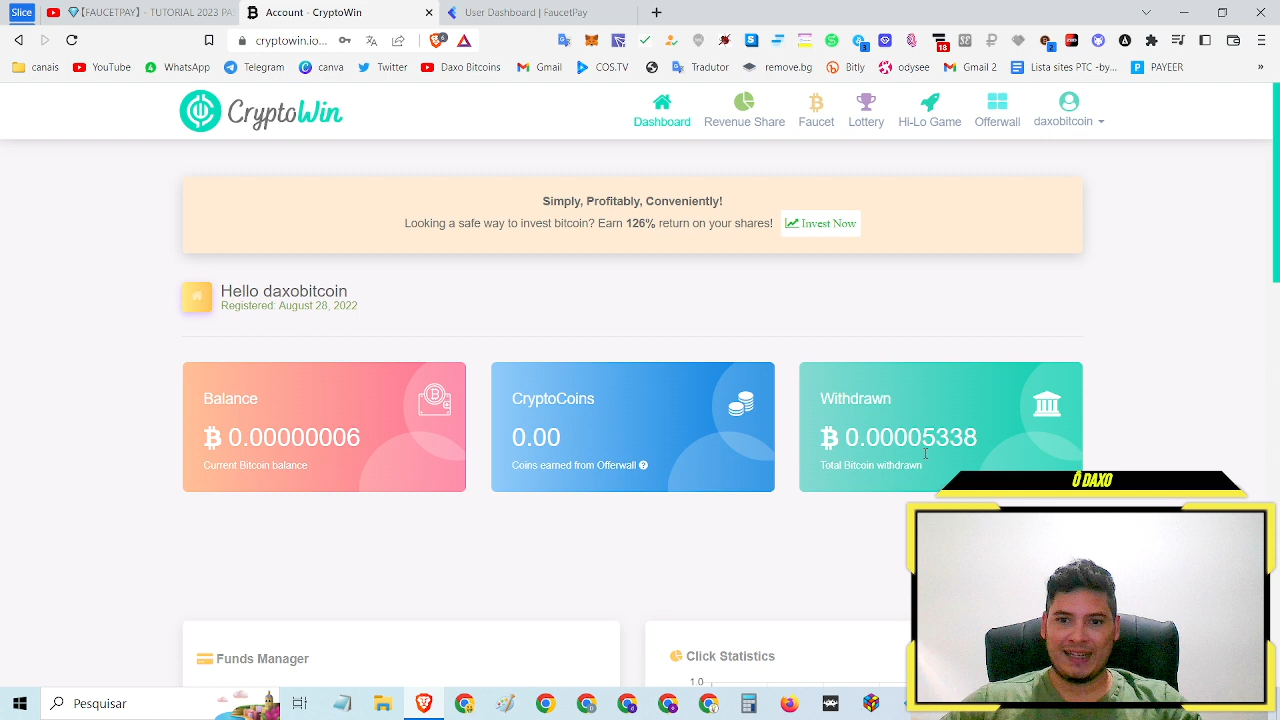 Slice
【FAUCETPAY】- TUTORIAL 2023 PA
Account - CryptoWin
User Dashboard | FaucetPay
cryptowin.io...
canais
YouTube
WhatsApp
Telegram
canva
Twitter
Daxo Bitcoins
Gmail
COS.TV
Tradutor
remove.bg
Bitly
odysee
Gmail 2
Lista sites PTC -by...
PAYEER
»
CryptoWin
Dashboard
Revenue Share
Faucet
Lottery
Hi-Lo Game
Offerwall
daxobitcoin
Simply, Profitably, Conveniently!
Looking a safe way to invest bitcoin? Earn 126% return on your shares! Invest Now
Hello daxobitcoin
Registered: August 28, 2022
Balance
0.00000006
Current Bitcoin balance
CryptoCoins
0.00
Coins earned from Offerwall
Withdrawn
0.00005338
Total Bitcoin withdrawn
Ô DAXO
Funds Manager
Click Statistics
1.0
Pesquisar